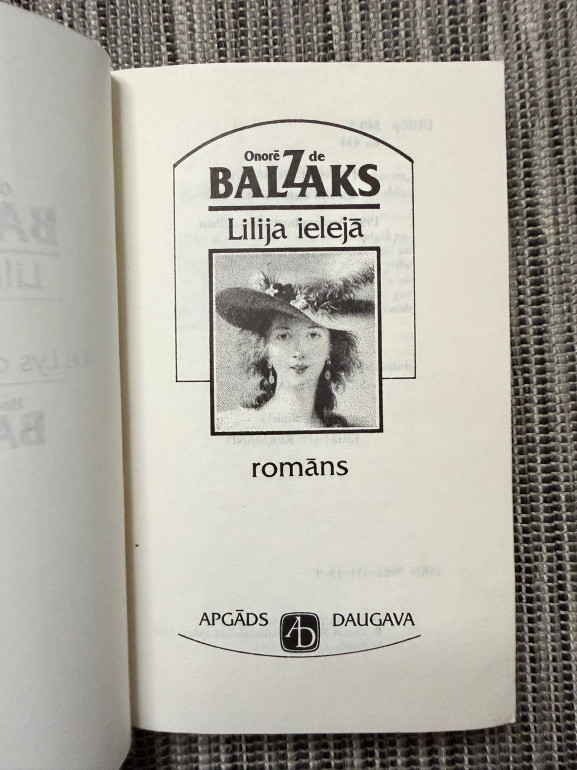 Onorē de
BALZAKS
Lilija ielejā
romāns
APGĀDS AD DAUGAVA